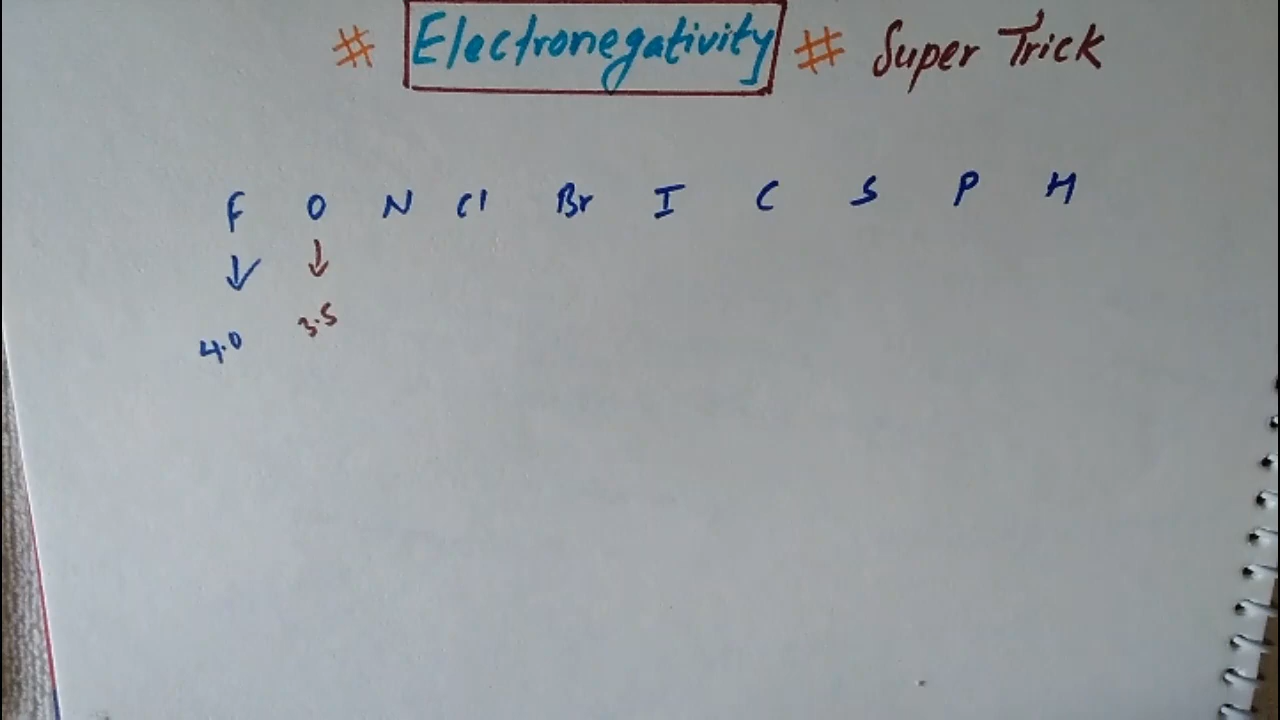 # Electronegativity # Super Trick
F O N Cl Br I C S P H
↓ ↓
4.0 3.5